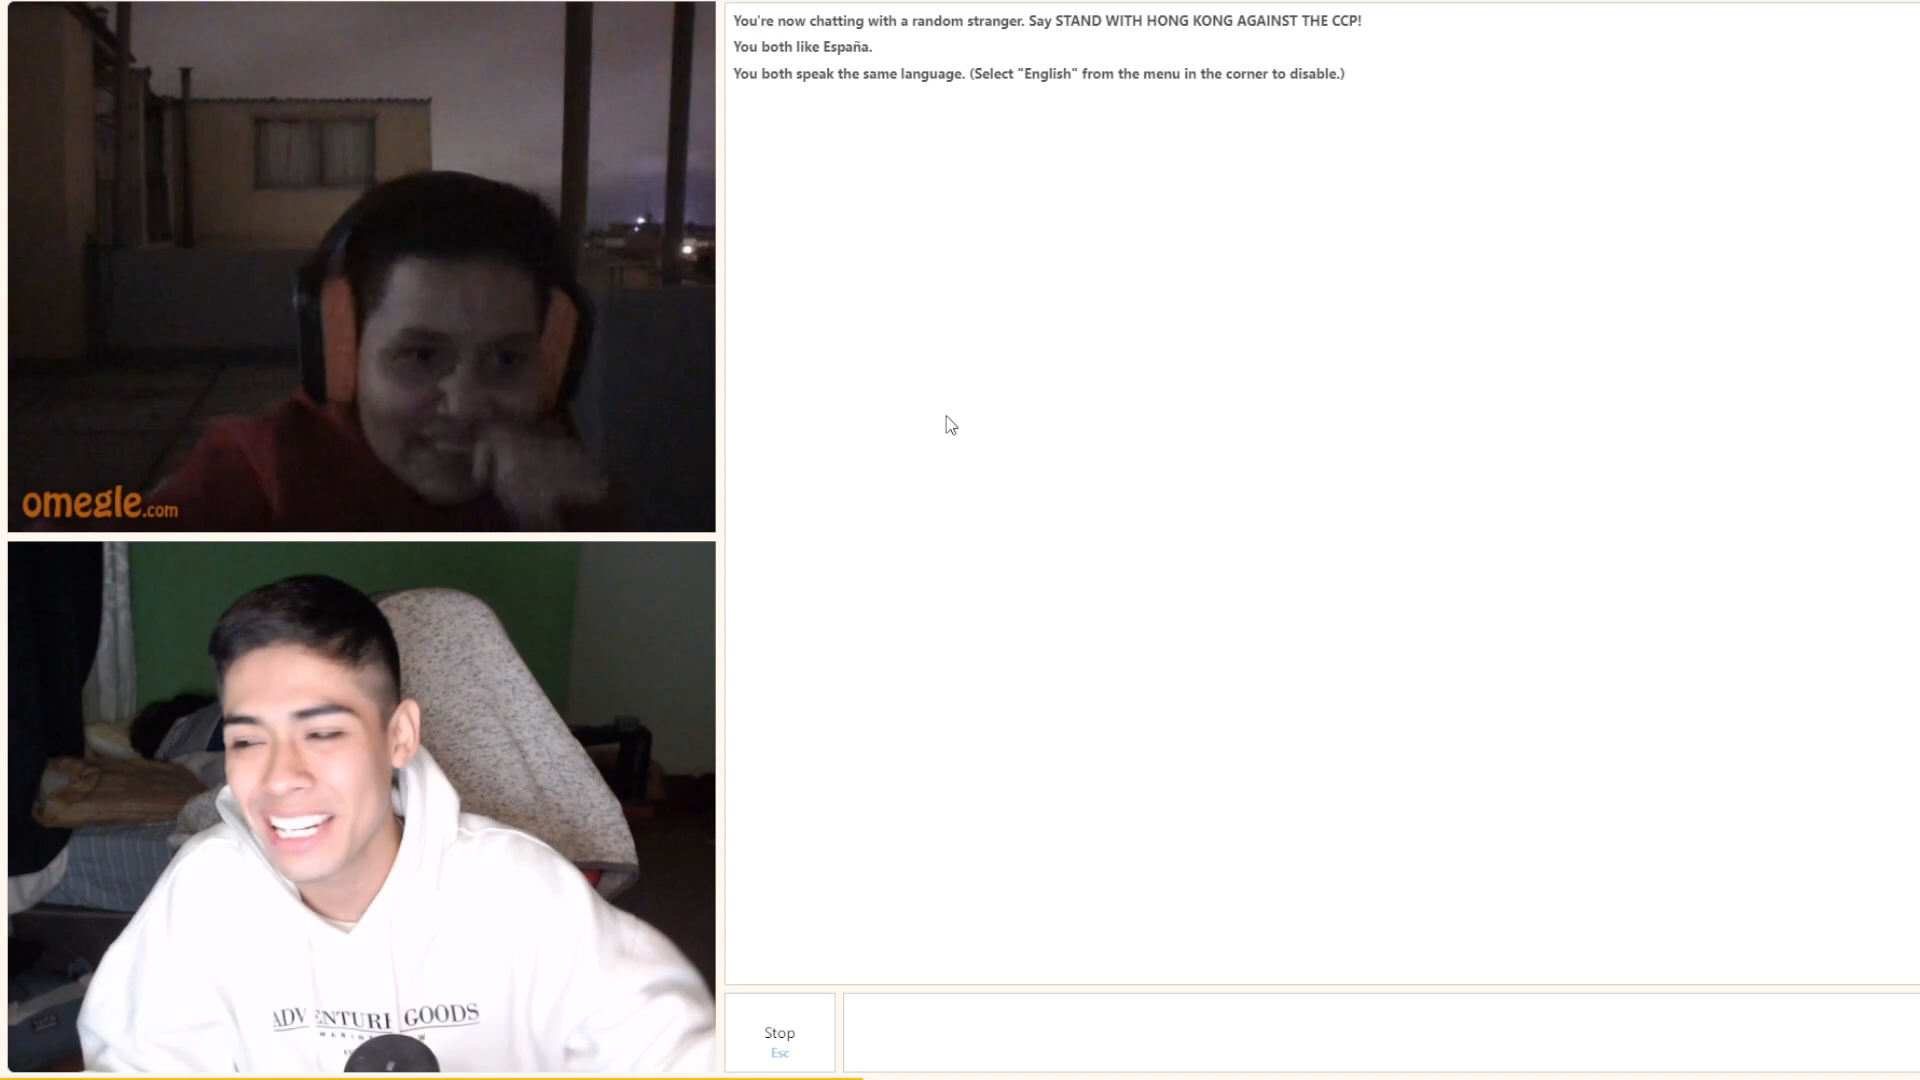 You're now chatting with a random stranger. Say STAND WITH HONG KONG AGAINST THE CCP!
You both like España.
You both speak the same language. (Select "English" from the menu in the corner to disable.)
omegle.com
ADVENTURE GOODS
Stop
Esc